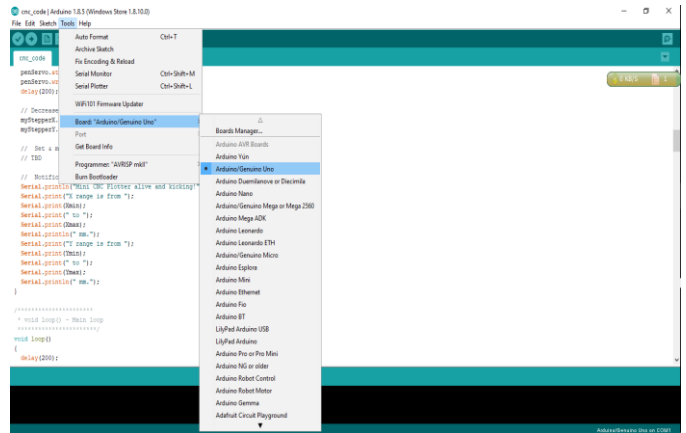 cnc_code | Arduino 1.8.5 (Windows Store 1.8.10.0)
File Edit Sketch Tools Help
cnc_code
Auto Format Ctrl+T
Archive Sketch
Fix Encoding & Reload
Serial Monitor Ctrl+Shift+M
Serial Plotter Ctrl+Shift+L
WiFi101 Firmware Updater
Board: "Arduino/Genuino Uno"
Port
Get Board Info
Programmer: "AVRISP mkII"
Burn Bootloader
Boards Manager...
Arduino AVR Boards
Arduino Yún
Arduino/Genuino Uno
Arduino Duemilanove or Diecimila
Arduino Nano
Arduino/Genuino Mega or Mega 2560
Arduino Mega ADK
Arduino Leonardo
Arduino Leonardo ETH
Arduino/Genuino Micro
Arduino Esplora
Arduino Mini
Arduino Ethernet
Arduino Fio
Arduino BT
LilyPad Arduino USB
LilyPad Arduino
Arduino Pro or Pro Mini
Arduino NG or older
Arduino Robot Control
Arduino Robot Motor
Arduino Gemma
Adafruit Circuit Playground
penServo.at
penServo.wr
delay(200);
// Decrease
myStepperX.
myStepperY.
// Set & m
// TBD
// Notific
Serial.println("Mini CNC Plotter alive and kicking!"
Serial.print("X range is from ");
Serial.print(Xmin);
Serial.print(" to ");
Serial.print(Xmax);
Serial.println(" mm.");
Serial.print("Y range is from ");
Serial.print(Ymin);
Serial.print(" to ");
Serial.print(Ymax);
Serial.println(" mm.");
}
/**********************
* void loop() - Main loop
***********************/
void loop()
{
delay(200);
0 KB/S
Arduino/Genuino Uno on COM1